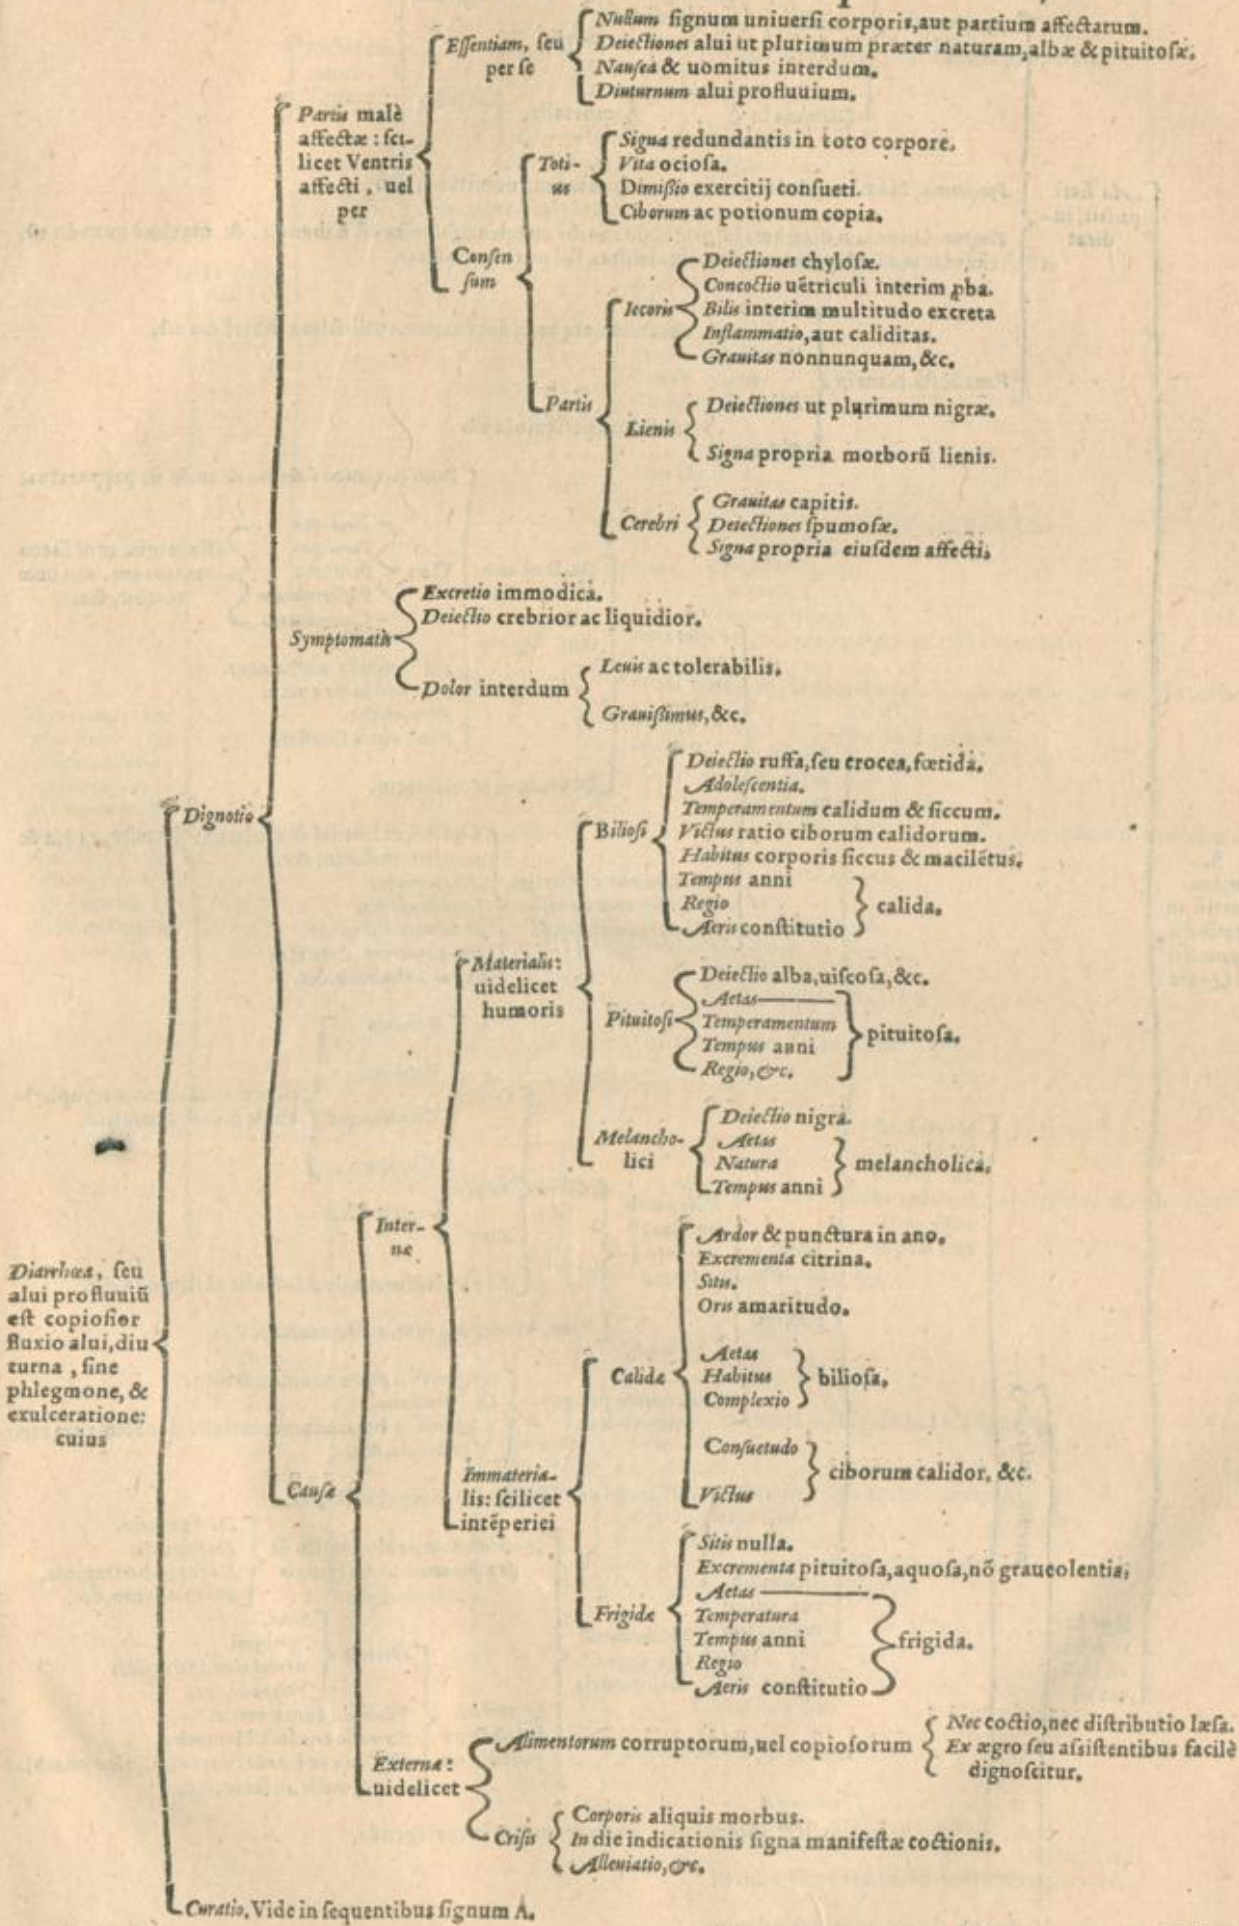 Nullum signum uniuersi corporis, aut partium affectarum.
Essentiam, seu
per se
Deiectiones alui ut plurimum præter naturam, albæ & pituitosæ.
Nausea & uomitus interdum.
Diuturnum alui profluuium.
Partis malè
affectæ: sci-
licet Ventris
affecti, uel
per
Consen
sum
Toti-
us
Signa redundantis in toto corpore.
Vita ociosa.
Dimißio exercitij consueti.
Ciborum ac potionum copia.
Partis
Iecoris
Deiectiones chylosæ.
Concoctio uētriculi interim ꝓba.
Bilis interim multitudo excreta
Inflammatio, aut caliditas.
Grauitas nonnunquam, &c.
Lienis
Deiectiones ut plurimum nigræ.
Signa propria morborū lienis.
Cerebri
Grauitas capitis.
Deiectiones spumosæ.
Signa propria eiusdem affecti.
Symptomatis
Excretio immodica.
Deiectio crebrior ac liquidior.
Dolor interdum
Leuis ac tolerabilis.
Grauißimus, &c.
Dignotio
Biliosi
Deiectio ruffa, seu crocea, fœtida.
Adolescentia.
Temperamentum calidum & siccum.
Victus ratio ciborum calidorum.
Habitus corporis siccus & macilētus.
Tempus anni
Regio
Aeris constitutio
calida.
Materialis:
uidelicet
humoris
Pituitosi
Deiectio alba, uiscosa, &c.
Aetas
Temperamentum
Tempus anni
Regio, &c.
pituitosa.
Melancho-
lici
Deiectio nigra.
Aetas
Natura
Tempus anni
melancholica.
Inter-
næ
Calidæ
Ardor & punctura in ano.
Excrementa citrina.
Sitis.
Oris amaritudo.
Aetas
Habitus
Complexio
biliosa.
Consuetudo
Victus
ciborum calidor. &c.
Diarrhœa, seu
alui profluuiū
est copiosior
fluxio alui, diu
turna, sine
phlegmone, &
exulceratione:
cuius
Causæ
Immateria-
lis: scilicet
intēperiei
Frigidæ
Sitis nulla.
Excrementa pituitosa, aquosa, nō graueolentia.
Aetas
Temperatura
Tempus anni
Regio
Aeris constitutio
frigida.
Externæ:
uidelicet
Alimentorum corruptorum, uel copiosorum
Nec coctio, nec distributio læsa.
Ex ægro seu assistentibus facilè
dignoscitur.
Crisis
Corporis aliquis morbus.
In die indicationis signa manifestæ coctionis.
Alleuiatio, &c.
Curatio. Vide in sequentibus signum A.